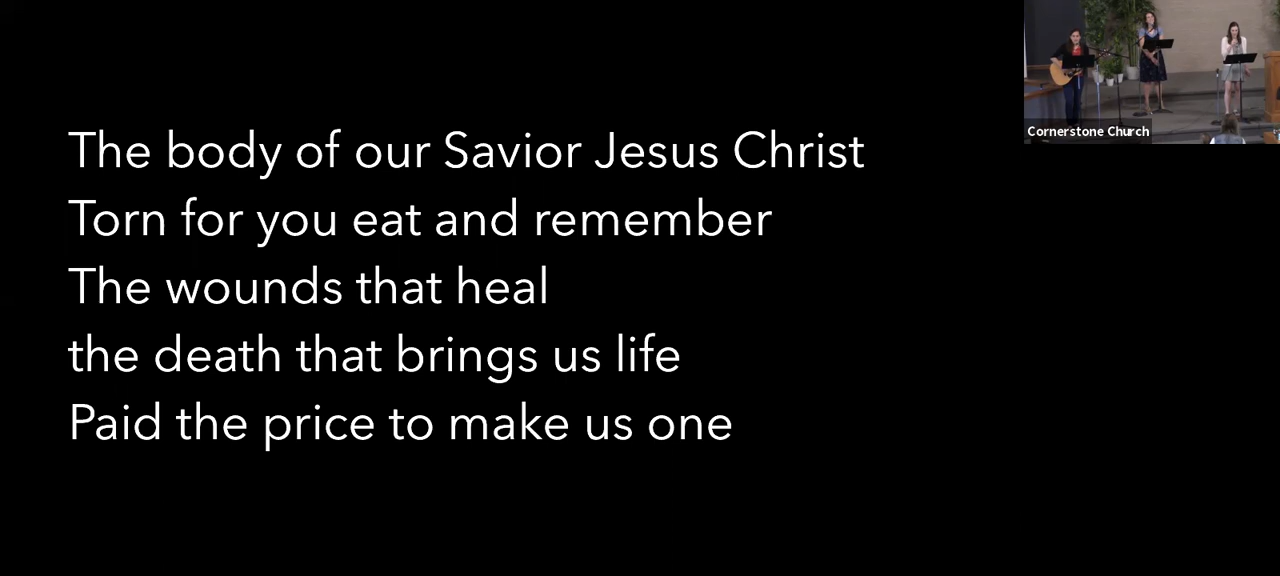 The body of our Savior Jesus Christ
Torn for you eat and remember
The wounds that heal
the death that brings us life
Paid the price to make us one
Cornerstone Church